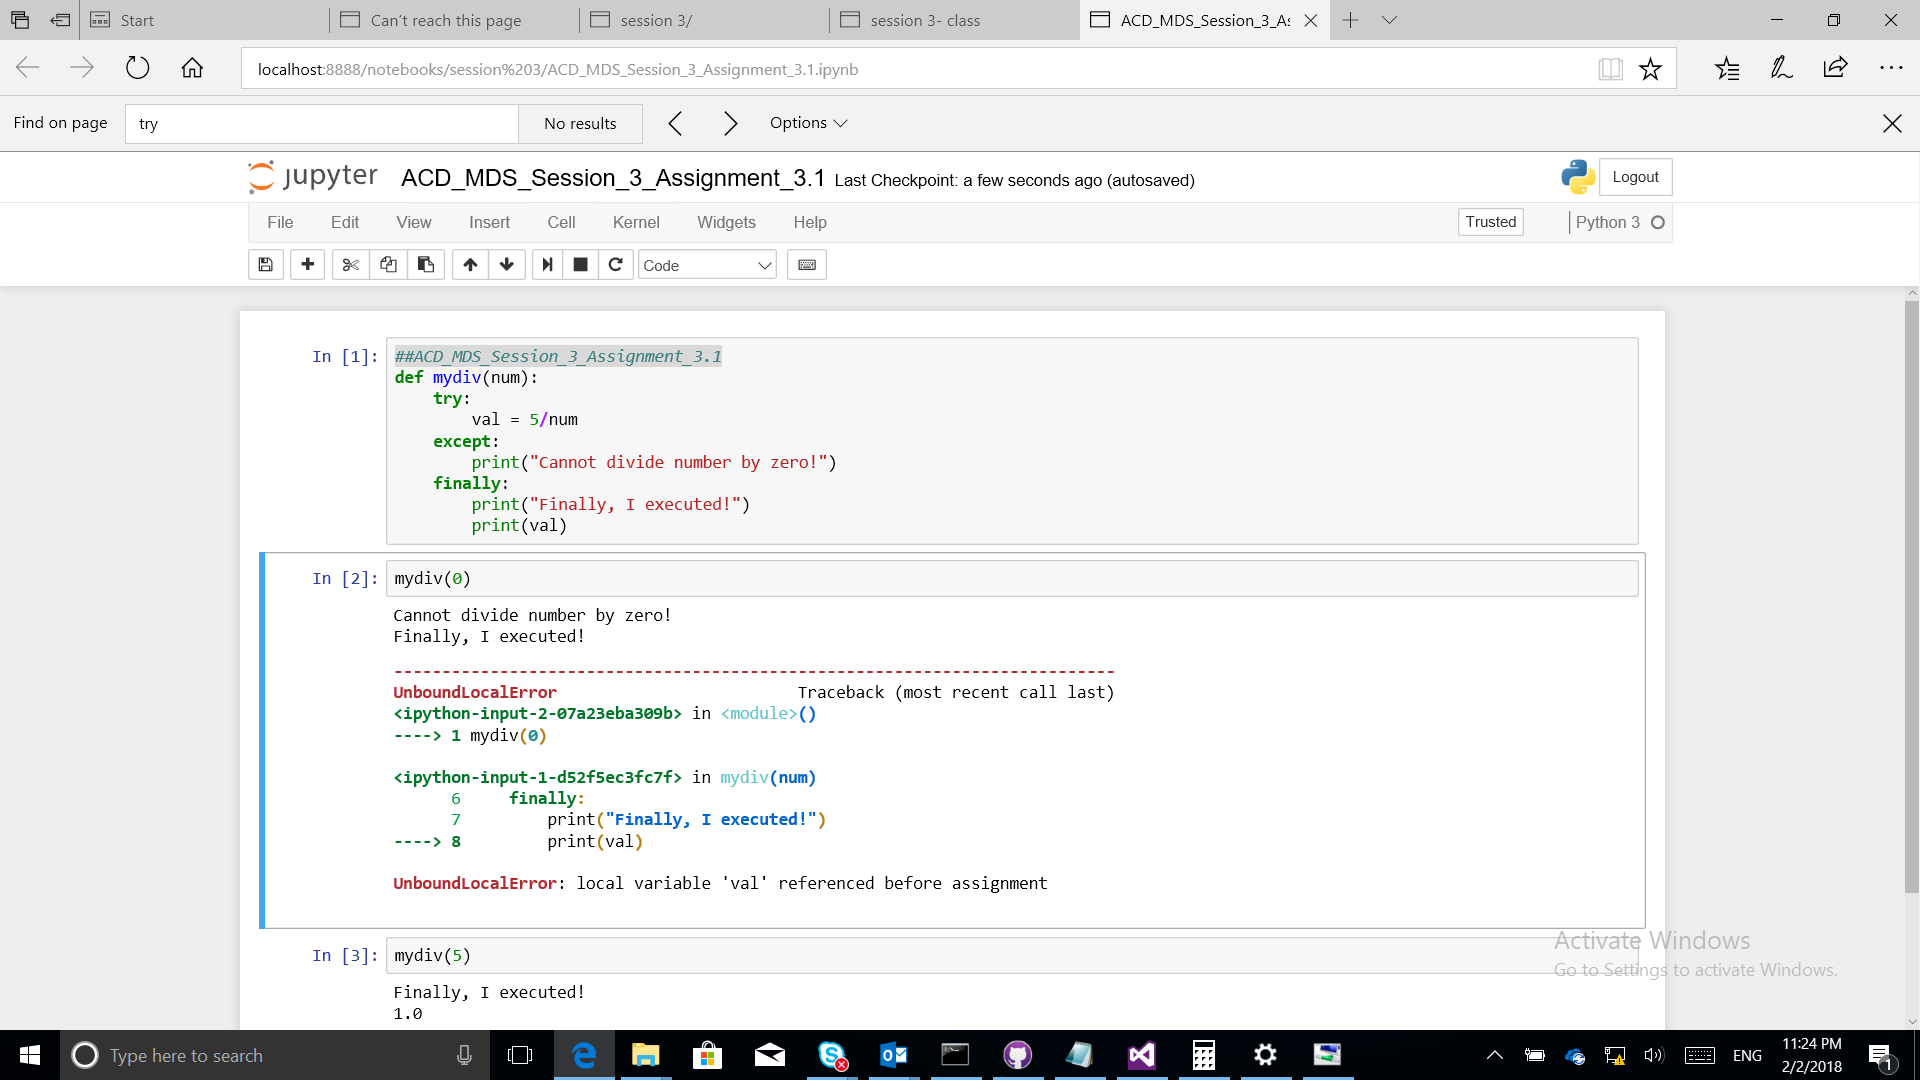 Start
Can't reach this page
session 3/
session 3- class
ACD_MDS_Session_3_As
localhost:8888/notebooks/session%203/ACD_MDS_Session_3_Assignment_3.1.ipynb
Find on page
try
No results
Options
jupyter
ACD_MDS_Session_3_Assignment_3.1 Last Checkpoint: a few seconds ago (autosaved)
Logout
File Edit View Insert Cell Kernel Widgets Help
Trusted
Python 3
Code
In [1]:
##ACD_MDS_Session_3_Assignment_3.1
def mydiv(num):
    try:
        val = 5/num
    except:
        print("Cannot divide number by zero!")
    finally:
        print("Finally, I executed!")
        print(val)
In [2]:
mydiv(0)
Cannot divide number by zero!
Finally, I executed!
---------------------------------------------------------------------------
UnboundLocalError                         Traceback (most recent call last)
<ipython-input-2-07a23eba309b> in <module>()
----> 1 mydiv(0)
<ipython-input-1-d52f5ec3fc7f> in mydiv(num)
      6     finally:
      7         print("Finally, I executed!")
----> 8         print(val)
UnboundLocalError: local variable 'val' referenced before assignment
In [3]:
mydiv(5)
Finally, I executed!
1.0
Activate Windows
Go to Settings to activate Windows.
Type here to search
ENG
11:24 PM
2/2/2018
1